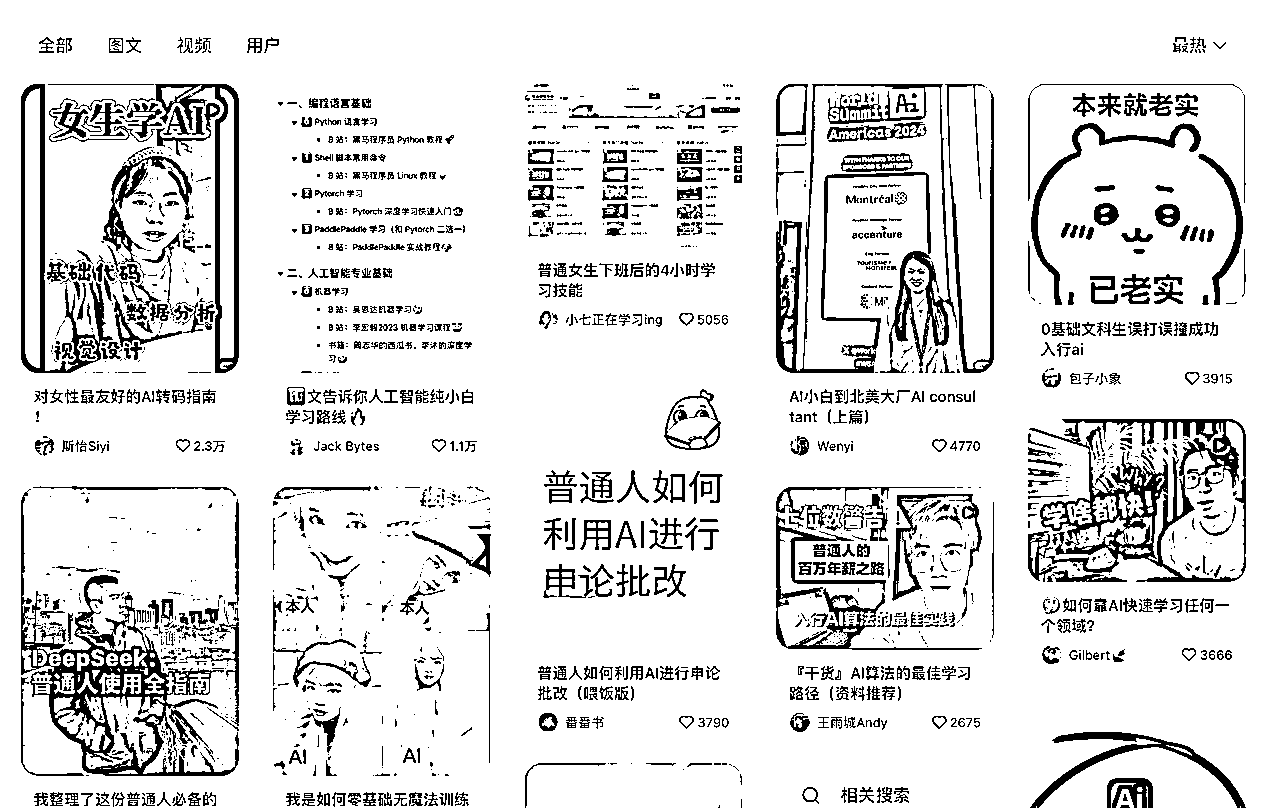 全部
图文
视频
用户
最热
女生学AI
基础代码
数据分析
视觉设计
对女性最友好的AI转码指南
！
斯怡Siyi
2.3万
一、编程语言基础
Python 语言学习
B 站：黑马程序员 Python 教程
Shell 脚本常用命令
B 站：黑马程序员 Linux 教程
Pytorch 学习
B 站：Pytorch 深度学习快速入门
PaddlePaddle 学习（和 Pytorch 二选一）
B 站：PaddlePaddle 实战教程
二、人工智能专业基础
机器学习
B 站：吴恩达机器学习
B 站：李宏毅2023 机器学习课程
书籍：周志华的西瓜书、李沐的深度学
习
文告诉你人工智能纯小白
学习路线
Jack Bytes
1.1万
普通女生下班后的4小时学
习技能
小七正在学习ing
5056
World
Summit Ai
Americas 2024
Montréal
accenture
AI小白到北美大厂AI consul
tant（上篇）
Wenyi
4770
本来就老实
已老实
0基础文科生误打误撞成功
入行ai
包子小象
3915
DeepSeek:
普通人使用全指南
我整理了这份普通人必备的
本人
本人
AI
AI
我是如何零基础无魔法训练
普通人如何
利用AI进行
申论批改
普通人如何利用AI进行申论
批改（喂饭版）
番番书
3790
七位数警告
普通人的
百万年薪之路
入行AI算法的最佳实践
『干货』AI算法的最佳学习
路径（资料推荐）
王雨城Andy
2675
相关搜索
学啥都快！
如何靠AI快速学习任何一
个领域?
Gilbert
3666
Ai